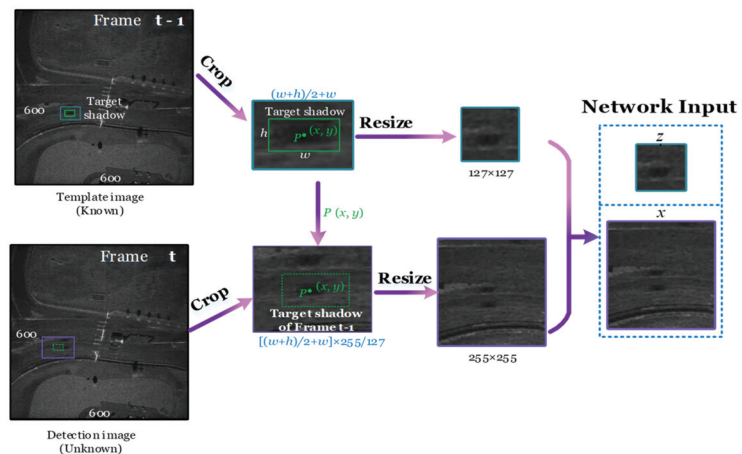 Frame t - 1
600
Target
shadow
600
Template image
(Known)
Crop
(w+h)/2+w
Target shadow
h
P (x, y)
w
Resize
127×127
Network Input
z
x
P (x, y)
Frame t
600
600
Detection image
(Unknown)
Crop
P (x, y)
Target shadow
of Frame t-1
[(w+h)/2+w]×255/127
Resize
255×255